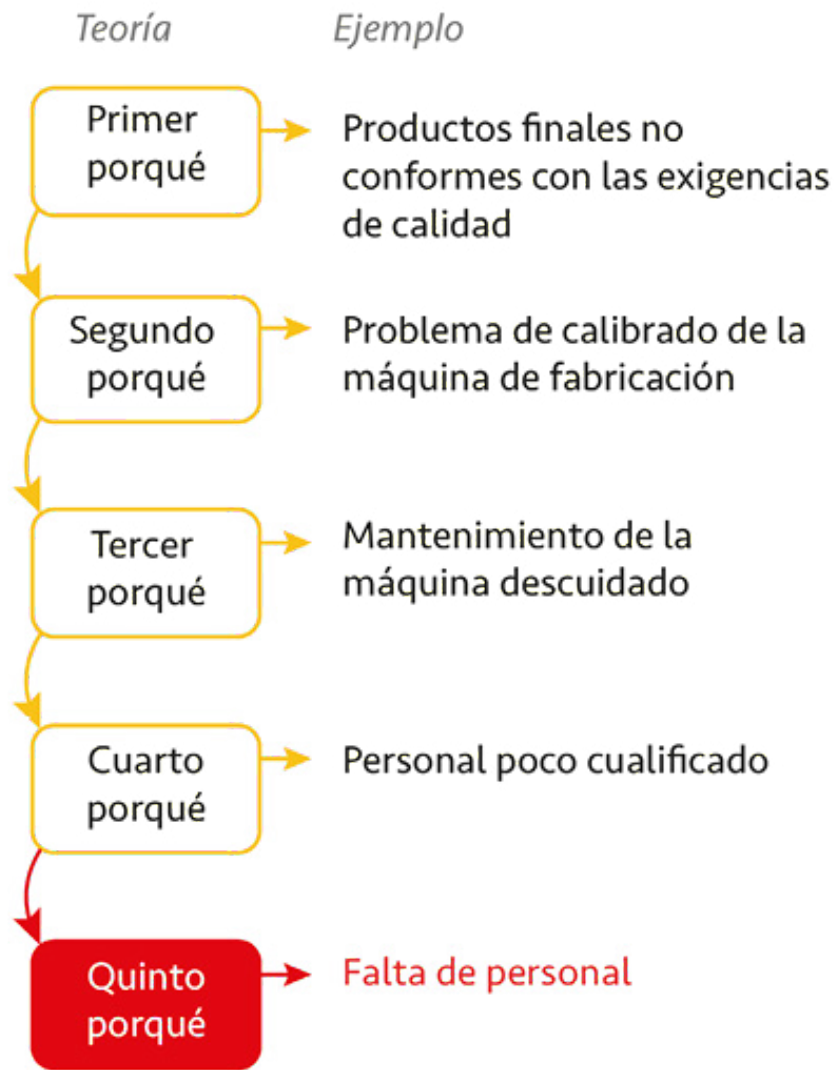 Teoría
Ejemplo
Primer
porqué
Productos finales no
conformes con las exigencias
de calidad
Segundo
porqué
Problema de calibrado de la
máquina de fabricación
Tercer
porqué
Mantenimiento de la
máquina descuidado
Cuarto
porqué
Personal poco cualificado
Quinto
porqué
Falta de personal